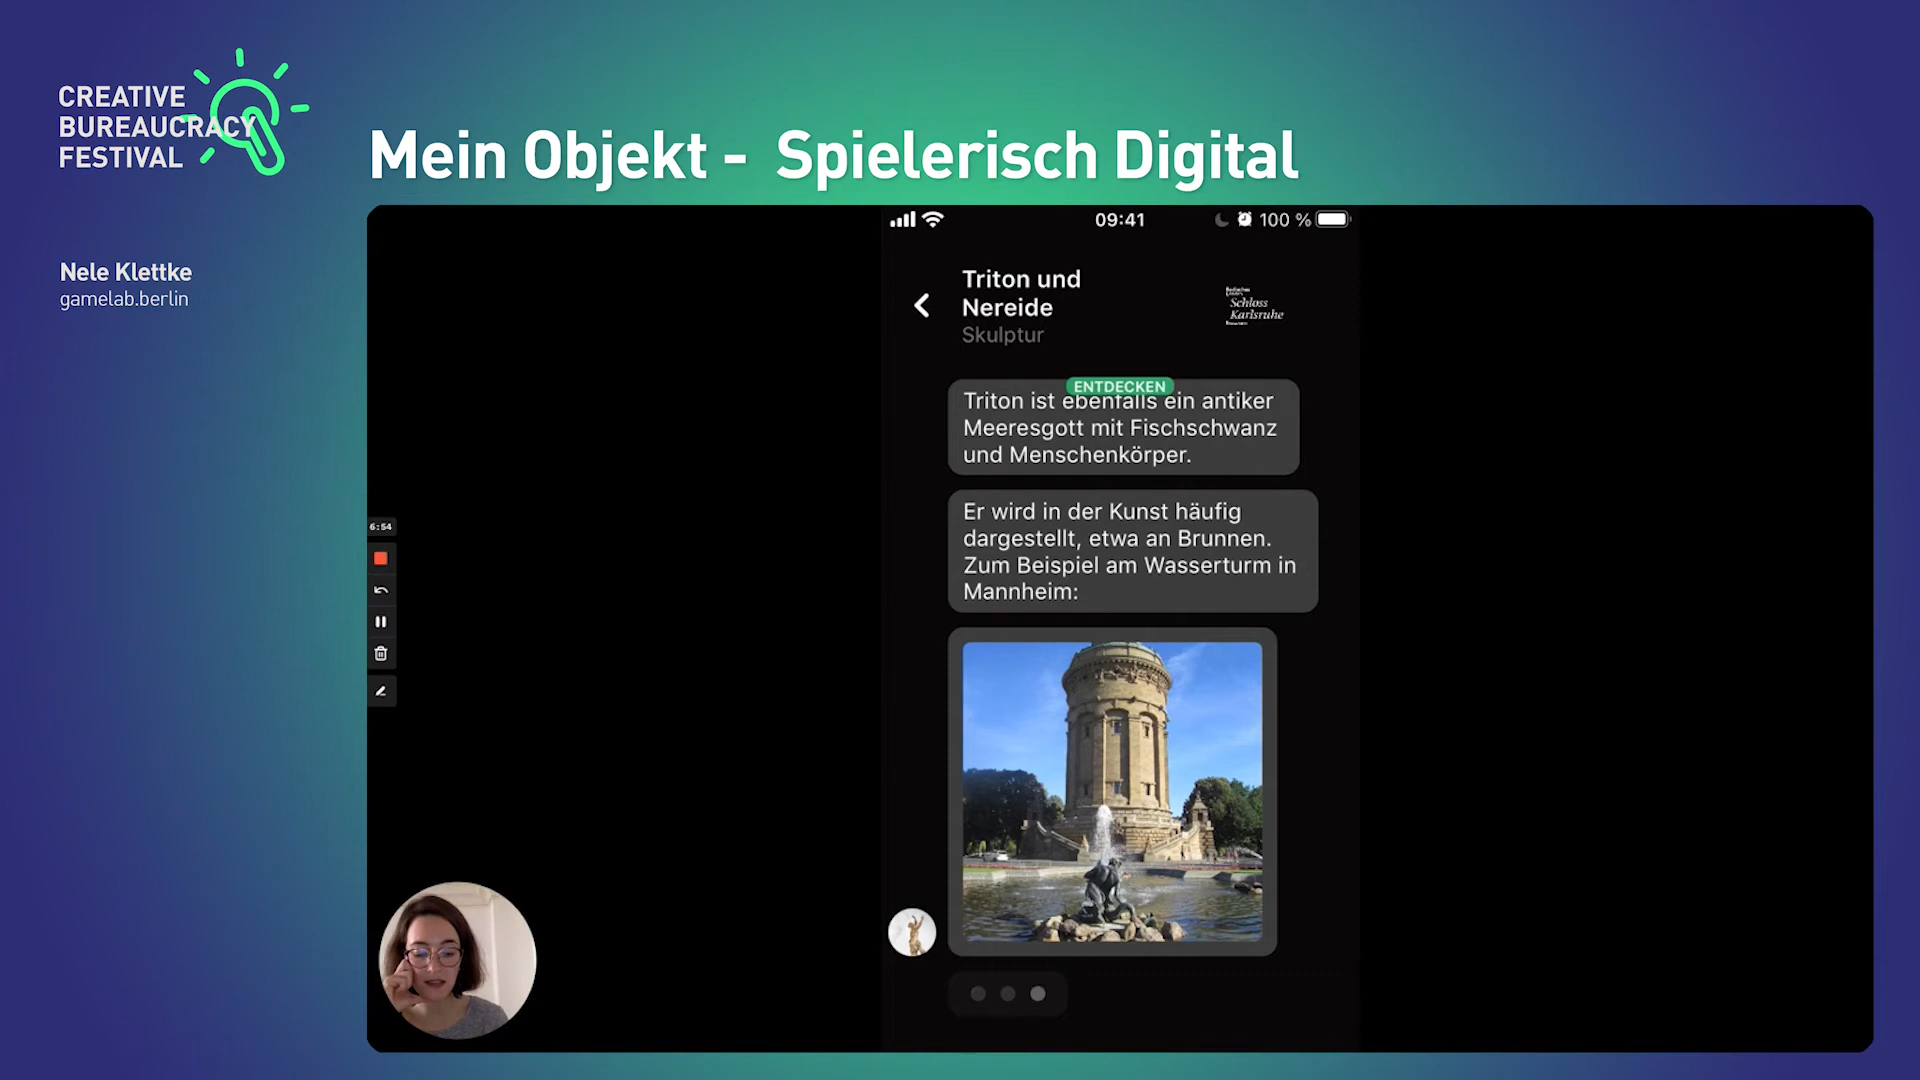 CREATIVE
BUREAUCRACY
FESTIVAL
Mein Objekt - Spielerisch Digital
Nele Klettke
gamelab.berlin
09:41
100 %
Triton und
Nereide
Skulptur
Schloss
Karlsruhe
ENTDECKEN
Triton ist ebenfalls ein antiker
Meeresgott mit Fischschwanz
und Menschenkörper.
Er wird in der Kunst häufig
dargestellt, etwa an Brunnen.
Zum Beispiel am Wasserturm in
Mannheim:
6:54